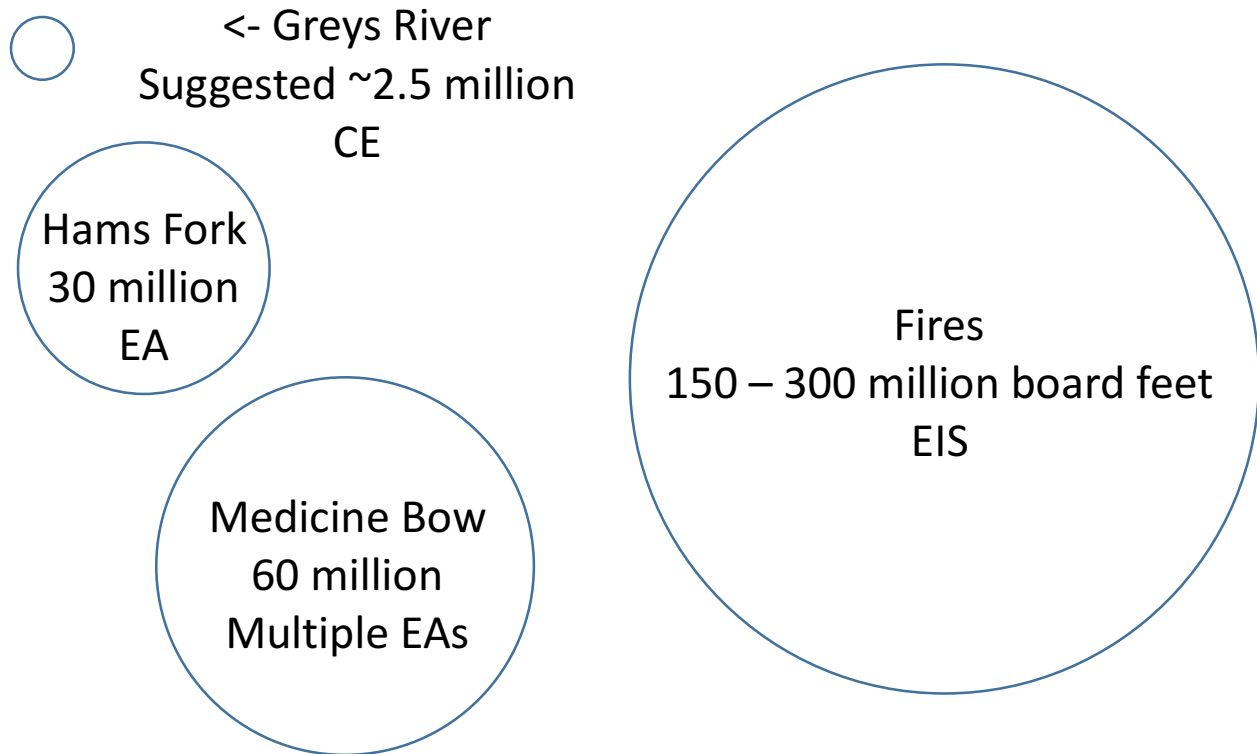 <- Greys River
Suggested ~2.5 million
CE
Hams Fork
30 million
EA
Medicine Bow
60 million
Multiple EAs
Fires
150 – 300 million board feet
EIS